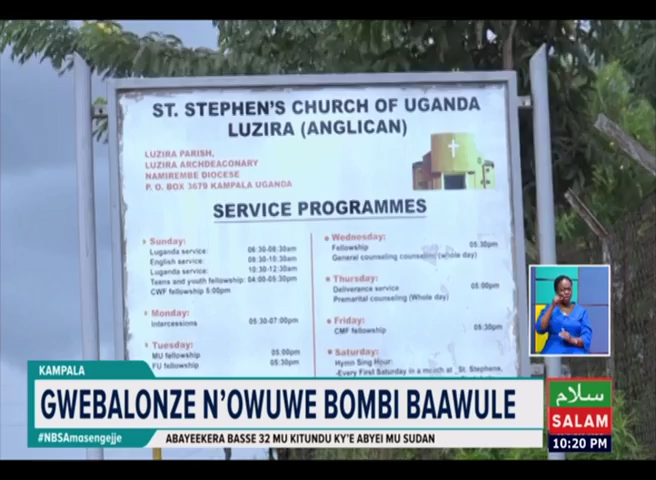 ST. STEPHEN'S CHURCH OF UGANDA
LUZIRA (ANGLICAN)
LUZIRA PARISH,
LUZIRA ARCHDEACONARY
NAMIREMBE DIOCESE
P. O. BOX 3679 KAMPALA UGANDA
SERVICE PROGRAMMES
Sunday:
Luganda service: 06:30-08:30am
English service: 08:30-10:30am
Luganda service: 10:30-12:30am
Teens and youth fellowship: 04:00-05:30pm
CWF fellowship 5:00pm
Monday:
Intercessions 05:30-07:00pm
Tuesday:
MU fellowship 05:00pm
FU fellowship 05:30pm
Wednesday:
Fellowship 05:30pm
General counseling counseling (whole day)
Thursday:
Deliverance service 05:00pm
Premarital counseling (Whole day)
Friday:
CMF fellowship 05:30pm
Saturday:
Hymn Sing Hour:
-Every First Saturday in a month at St. Stephens,
KAMPALA
GWEBALONZE N'OWUWE BOMBI BAAWULE
#NBSAmasengejje
ABAYEEKERA BASSE 32 MU KITUNDU KY'E ABYEI MU SUDAN
سلام
SALAM
10:20 PM